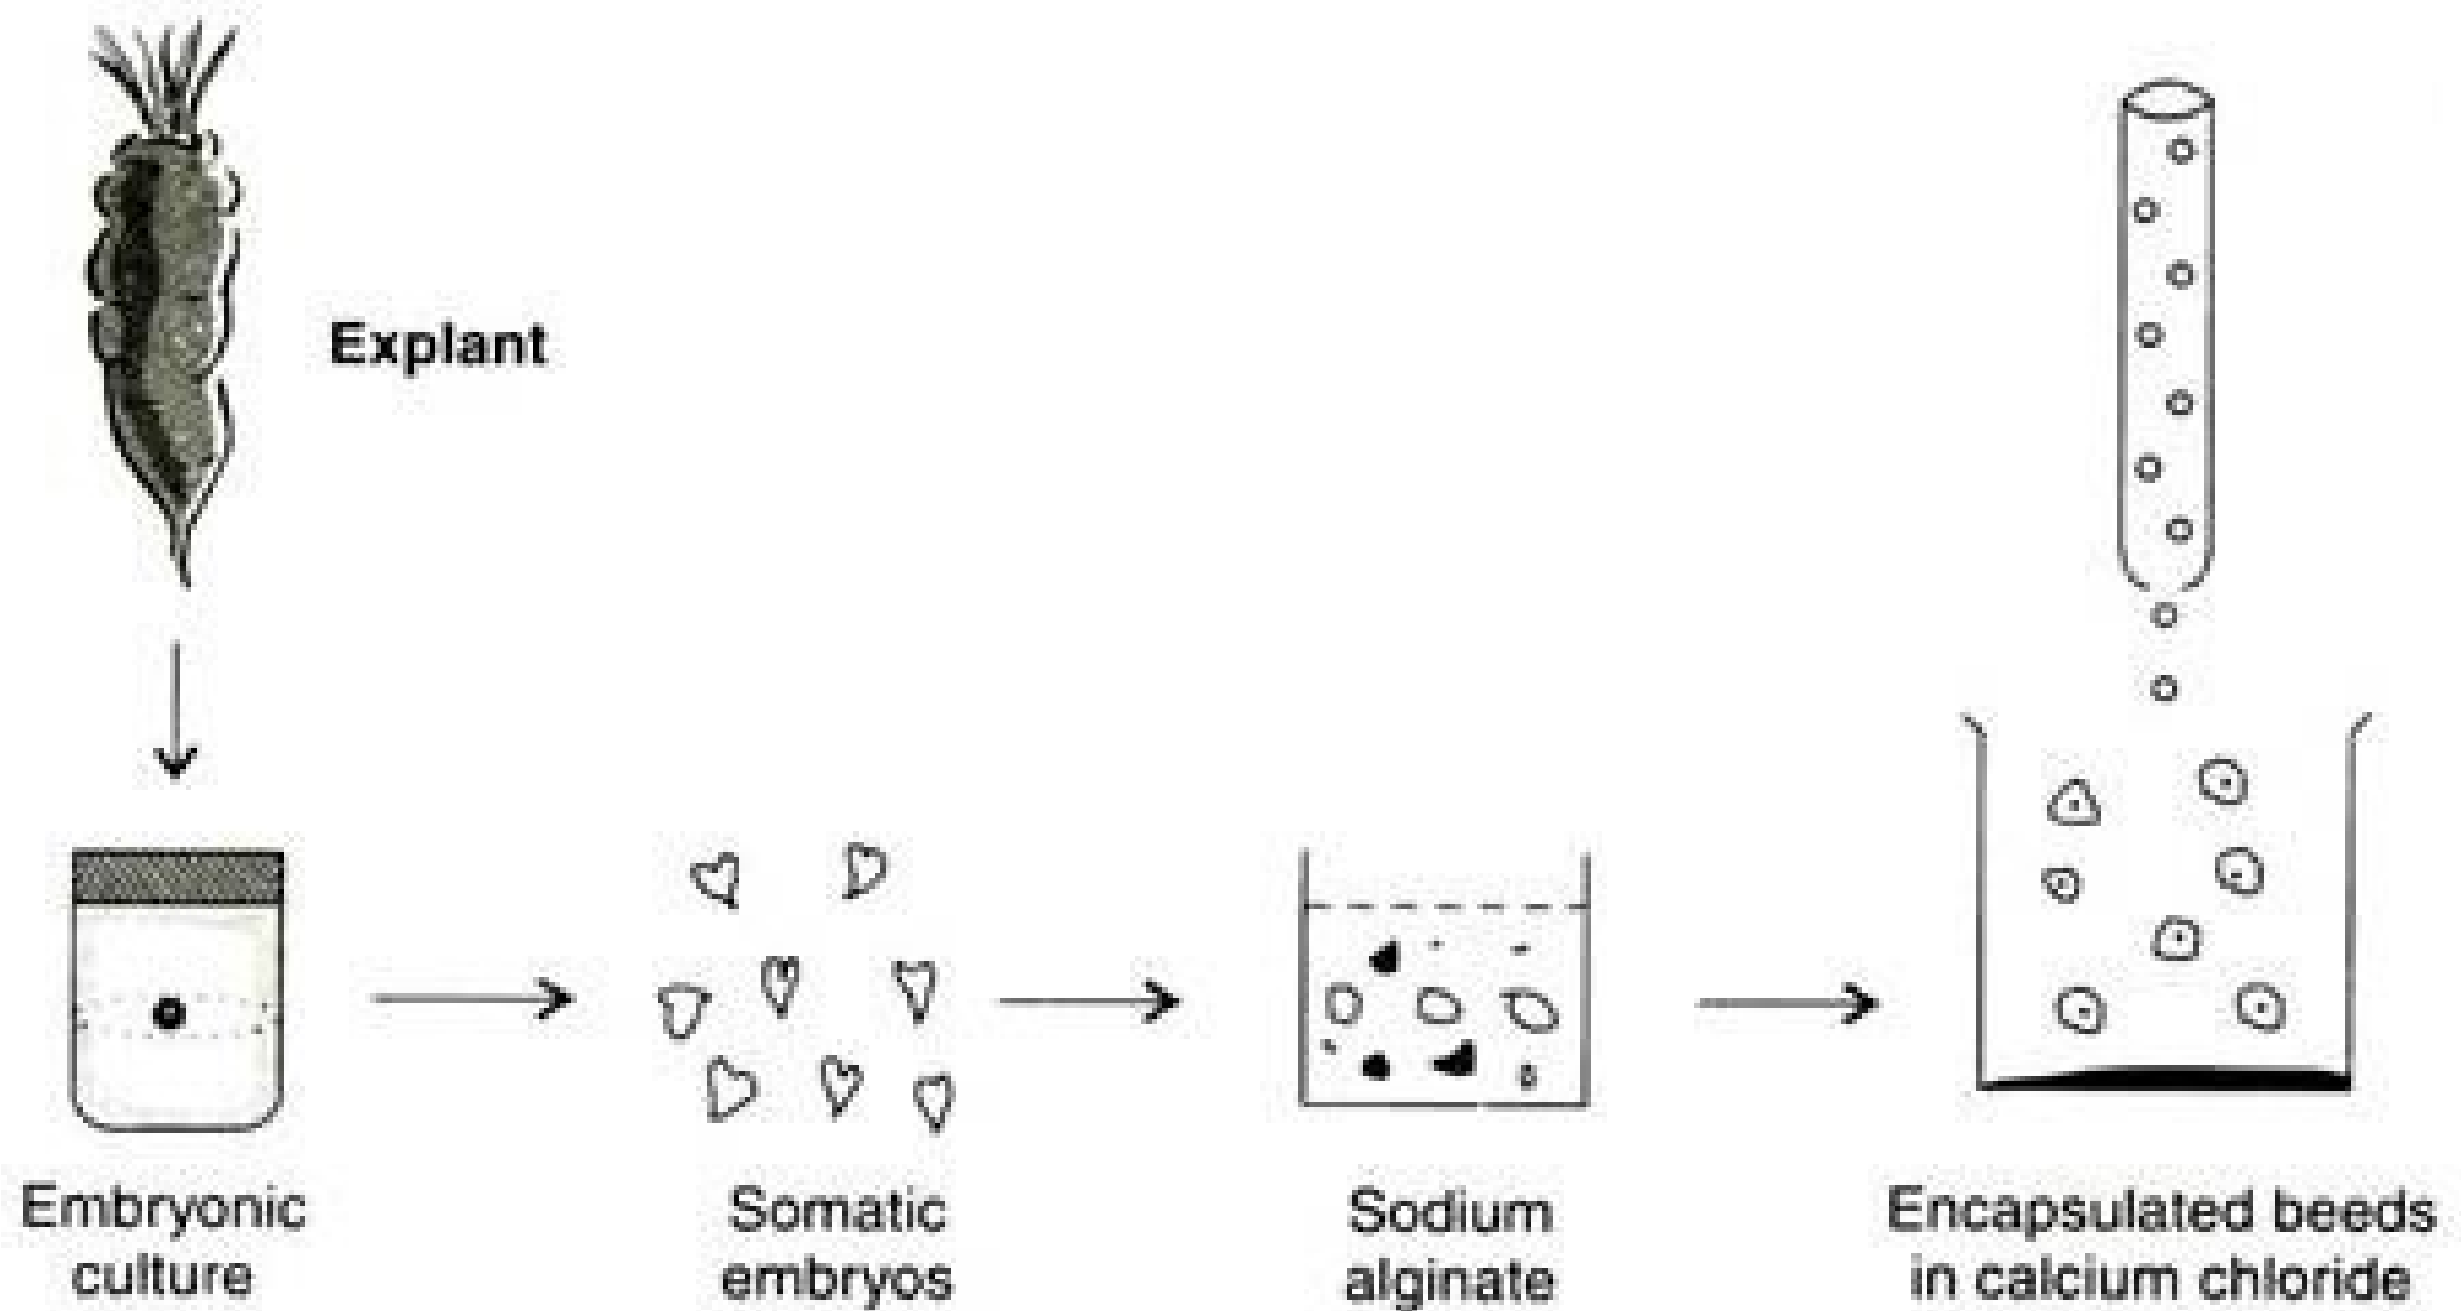 Explant
Embryonic
culture
Somatic
embryos
Sodium
alginate
Encapsulated beeds
in calcium chloride